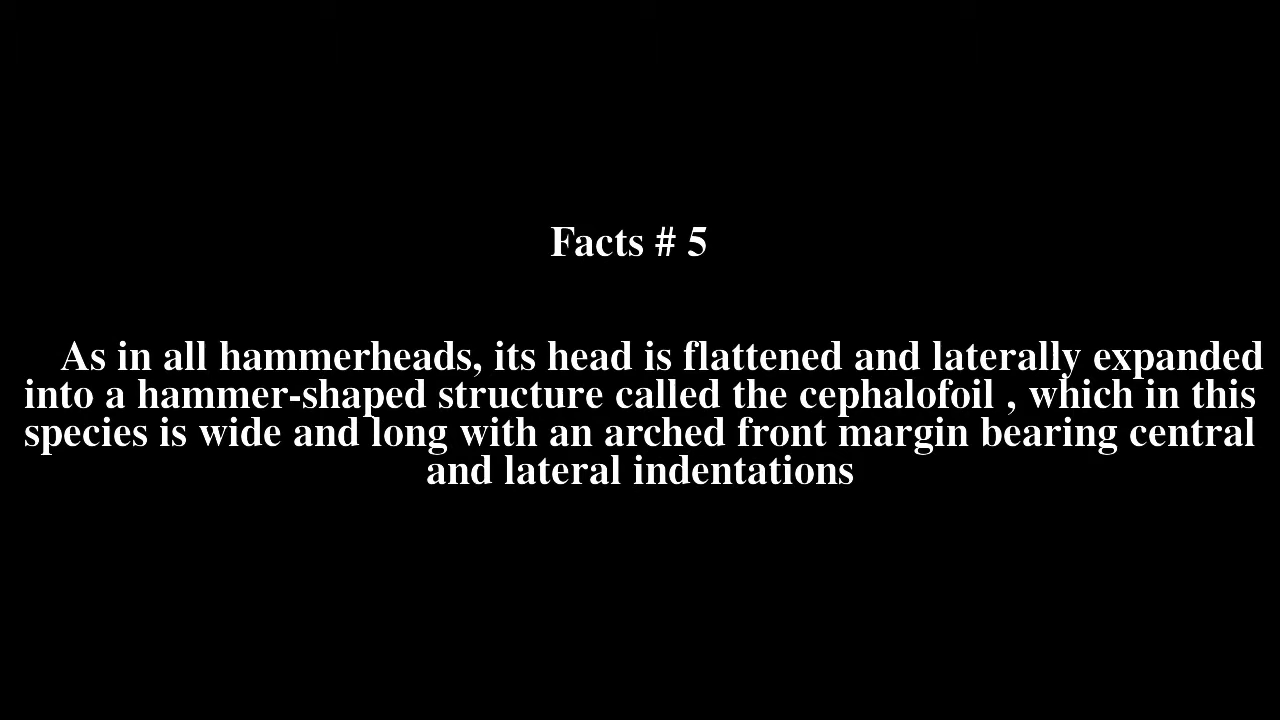 Facts # 5
As in all hammerheads, its head is flattened and laterally expanded
into a hammer-shaped structure called the cephalofoil , which in this
species is wide and long with an arched front margin bearing central
and lateral indentations